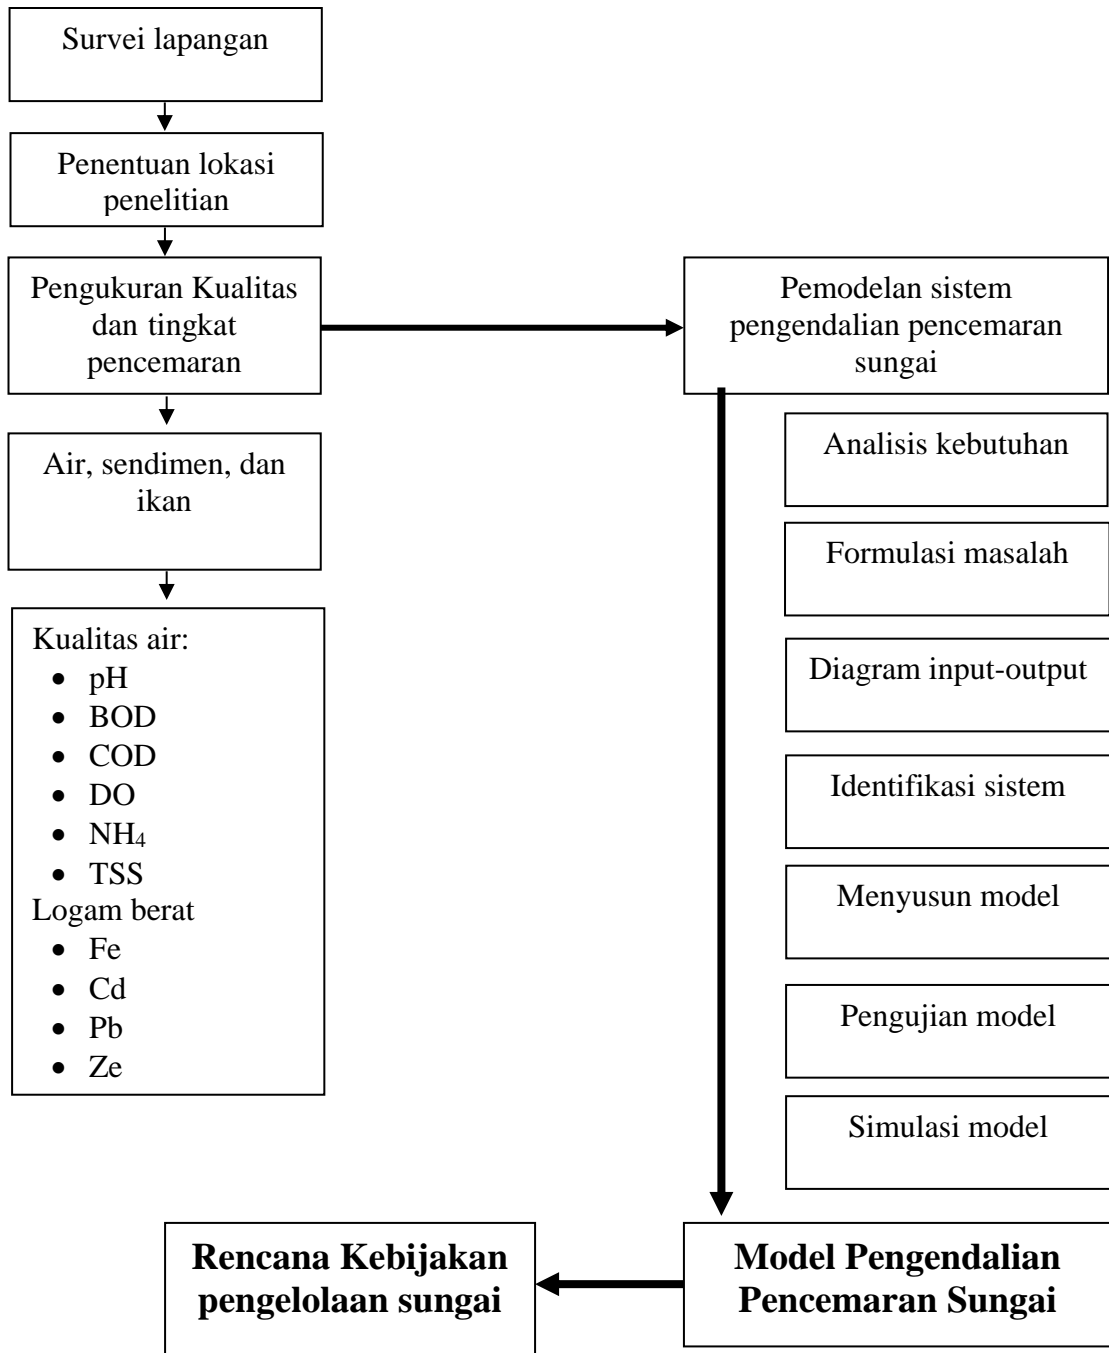 Survei lapangan
Penentuan lokasi
penelitian
Pengukuran Kualitas
dan tingkat
pencemaran
Air, sendimen, dan
ikan
Kualitas air:
• pH
• BOD
• COD
• DO
• NH₄
• TSS
Logam berat
• Fe
• Cd
• Pb
• Ze
Pemodelan sistem
pengendalian pencemaran
sungai
Analisis kebutuhan
Formulasi masalah
Diagram input-output
Identifikasi sistem
Menyusun model
Pengujian model
Simulasi model
Model Pengendalian
Pencemaran Sungai
Rencana Kebijakan
pengelolaan sungai